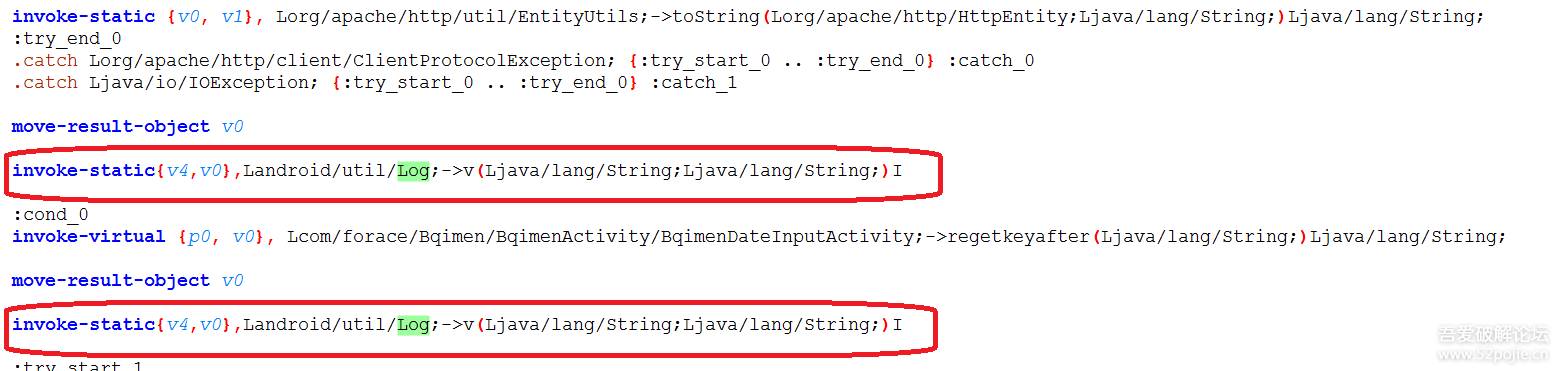 invoke-static {v0, v1}, Lorg/apache/http/util/EntityUtils;->toString(Lorg/apache/http/HttpEntity;Ljava/lang/String;)Ljava/lang/String;
:try_end_0
.catch Lorg/apache/http/client/ClientProtocolException; {:try_start_0 .. :try_end_0} :catch_0
.catch Ljava/io/IOException; {:try_start_0 .. :try_end_0} :catch_1
move-result-object v0
invoke-static{v4,v0},Landroid/util/Log;->v(Ljava/lang/String;Ljava/lang/String;)I
:cond_0
invoke-virtual {p0, v0}, Lcom/forace/Bqimen/BqimenActivity/BqimenDateInputActivity;->regetkeyafter(Ljava/lang/String;)Ljava/lang/String;
move-result-object v0
invoke-static{v4,v0},Landroid/util/Log;->v(Ljava/lang/String;Ljava/lang/String;)I
:try_start_1
吾爱破解论坛
www.52pojie.cn